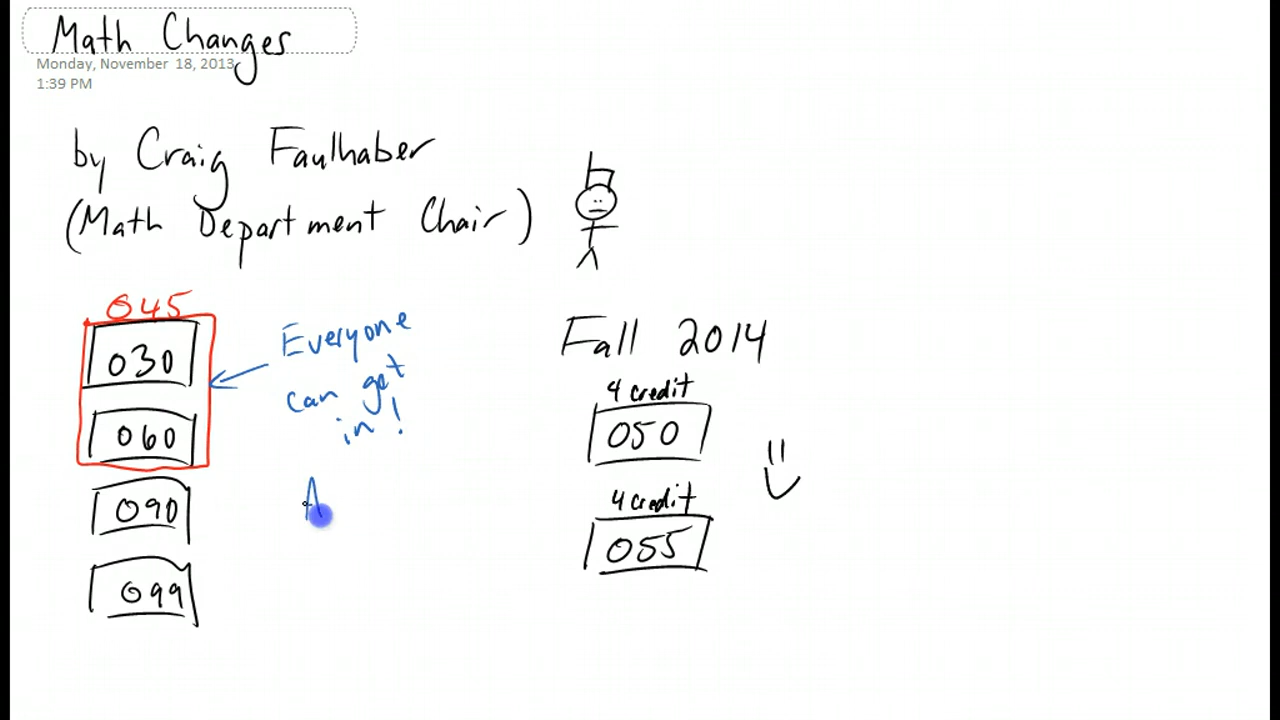 Math Changes
Monday, November 18, 2013
1:39 PM
by Craig Faulhaber
(Math Department Chair)
045
030
060
090
099
Everyone
can get
in!
A
Fall 2014
4 credit
050
4 credit
055